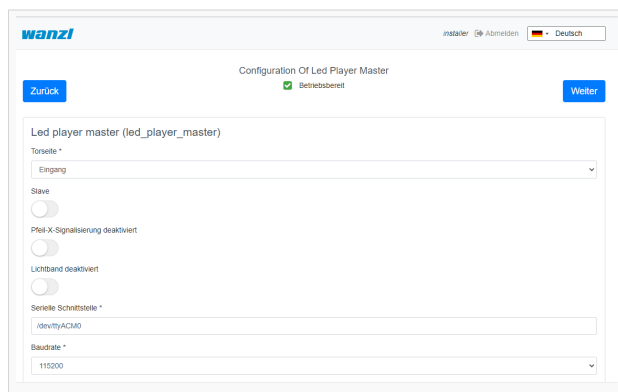 wanzl
installer Abmelden Deutsch
Configuration Of Led Player Master
Betriebsbereit
Zurück
Weiter
Led player master (led_player_master)
Torseite *
Eingang
Slave
Pfeil-X-Signalisierung deaktiviert
Lichtband deaktiviert
Serielle Schnittstelle *
/dev/ttyACM0
Baudrate *
115200